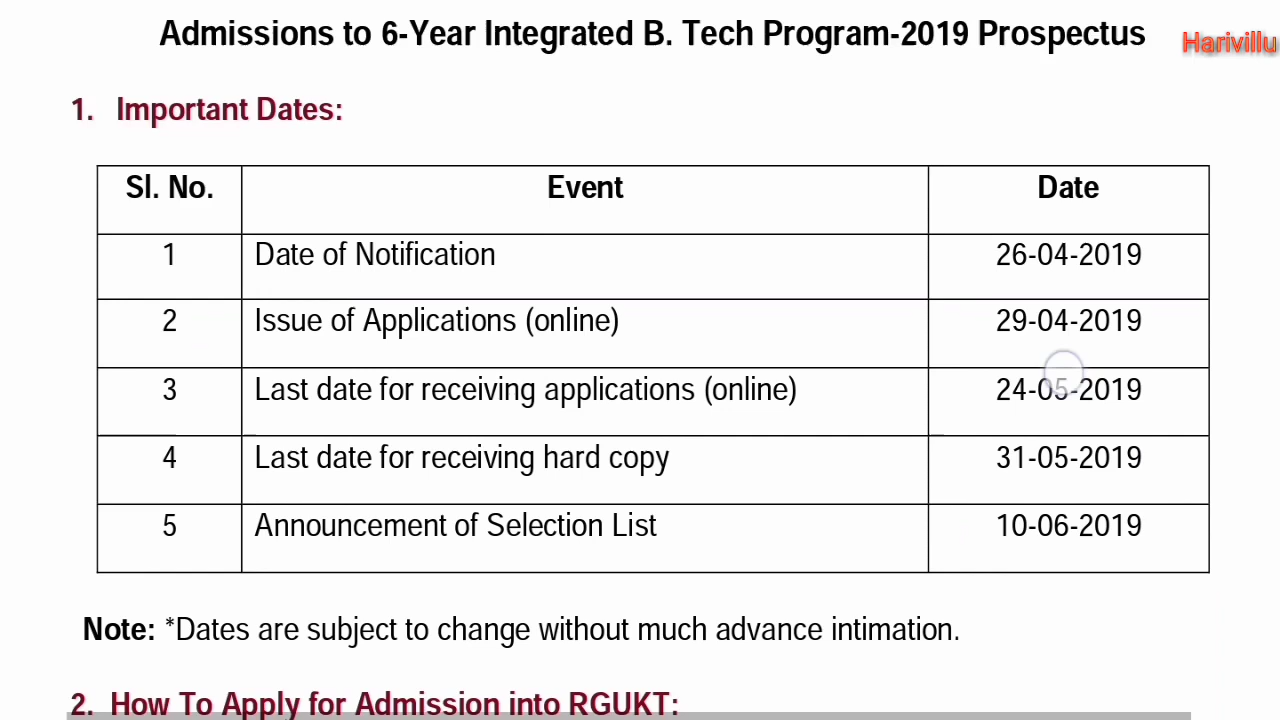 Admissions to 6-Year Integrated B. Tech Program-2019 Prospectus
Harivillu
1. Important Dates:
Sl. No. Event Date
1 Date of Notification 26-04-2019
2 Issue of Applications (online) 29-04-2019
3 Last date for receiving applications (online) 24-05-2019
4 Last date for receiving hard copy 31-05-2019
5 Announcement of Selection List 10-06-2019
Note: *Dates are subject to change without much advance intimation.
2. How To Apply for Admission into RGUKT: